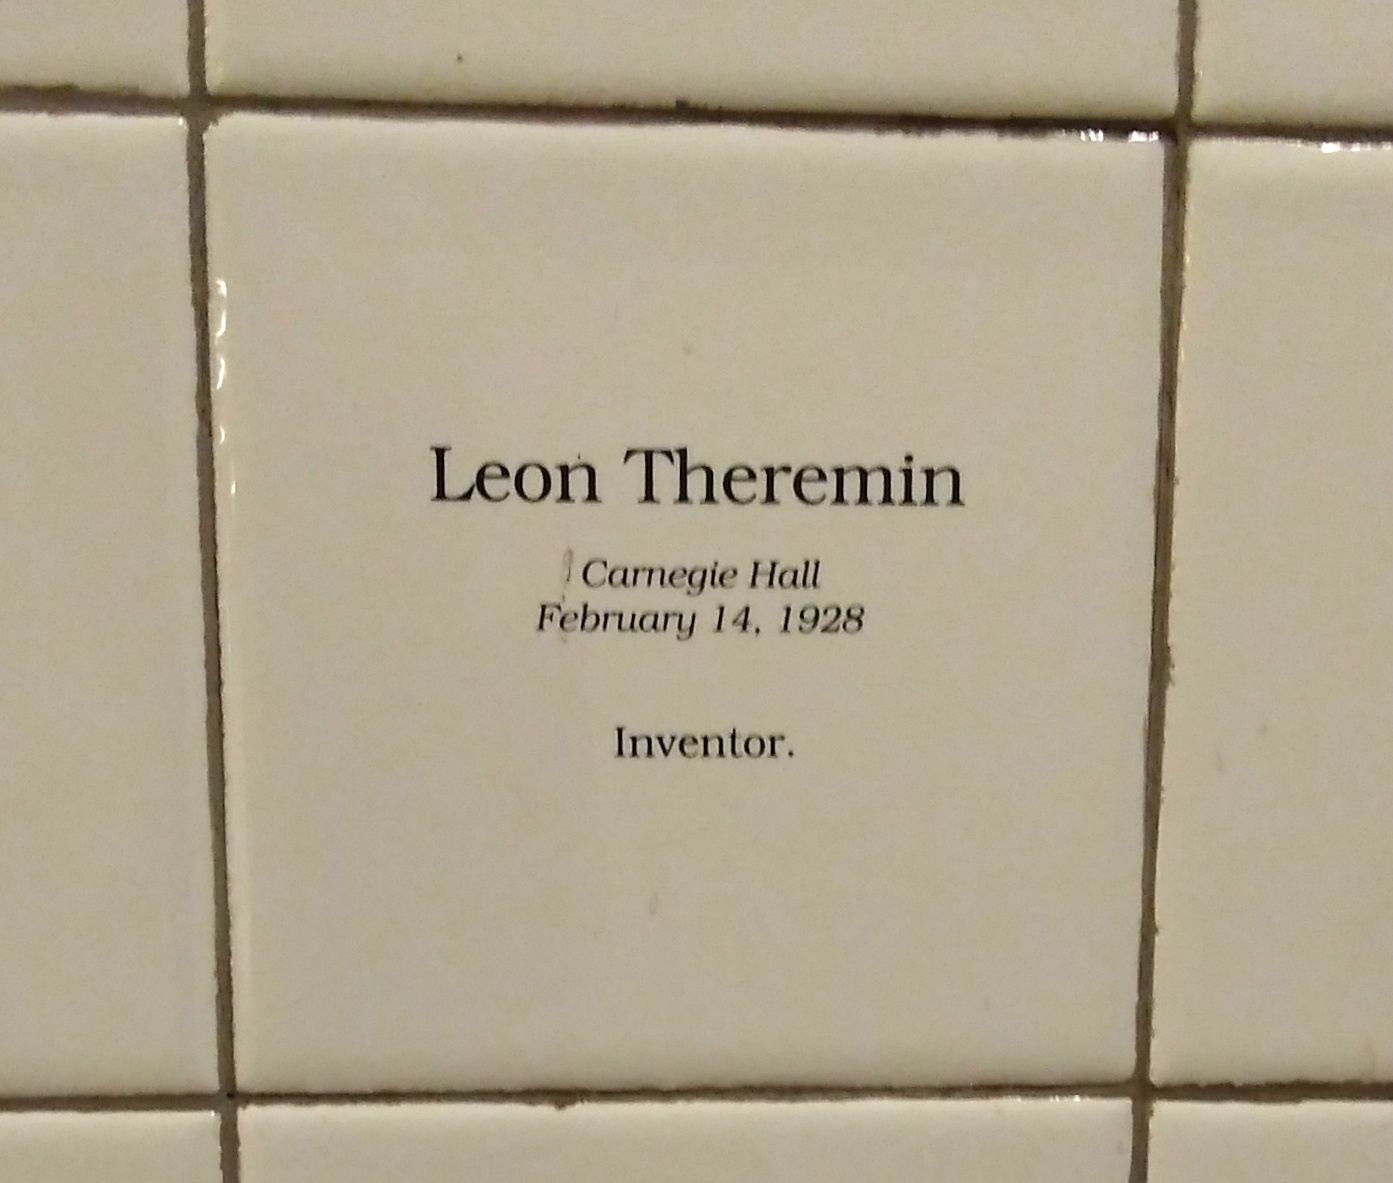 Leon Theremin
Carnegie Hall
February 14, 1928
Inventor.